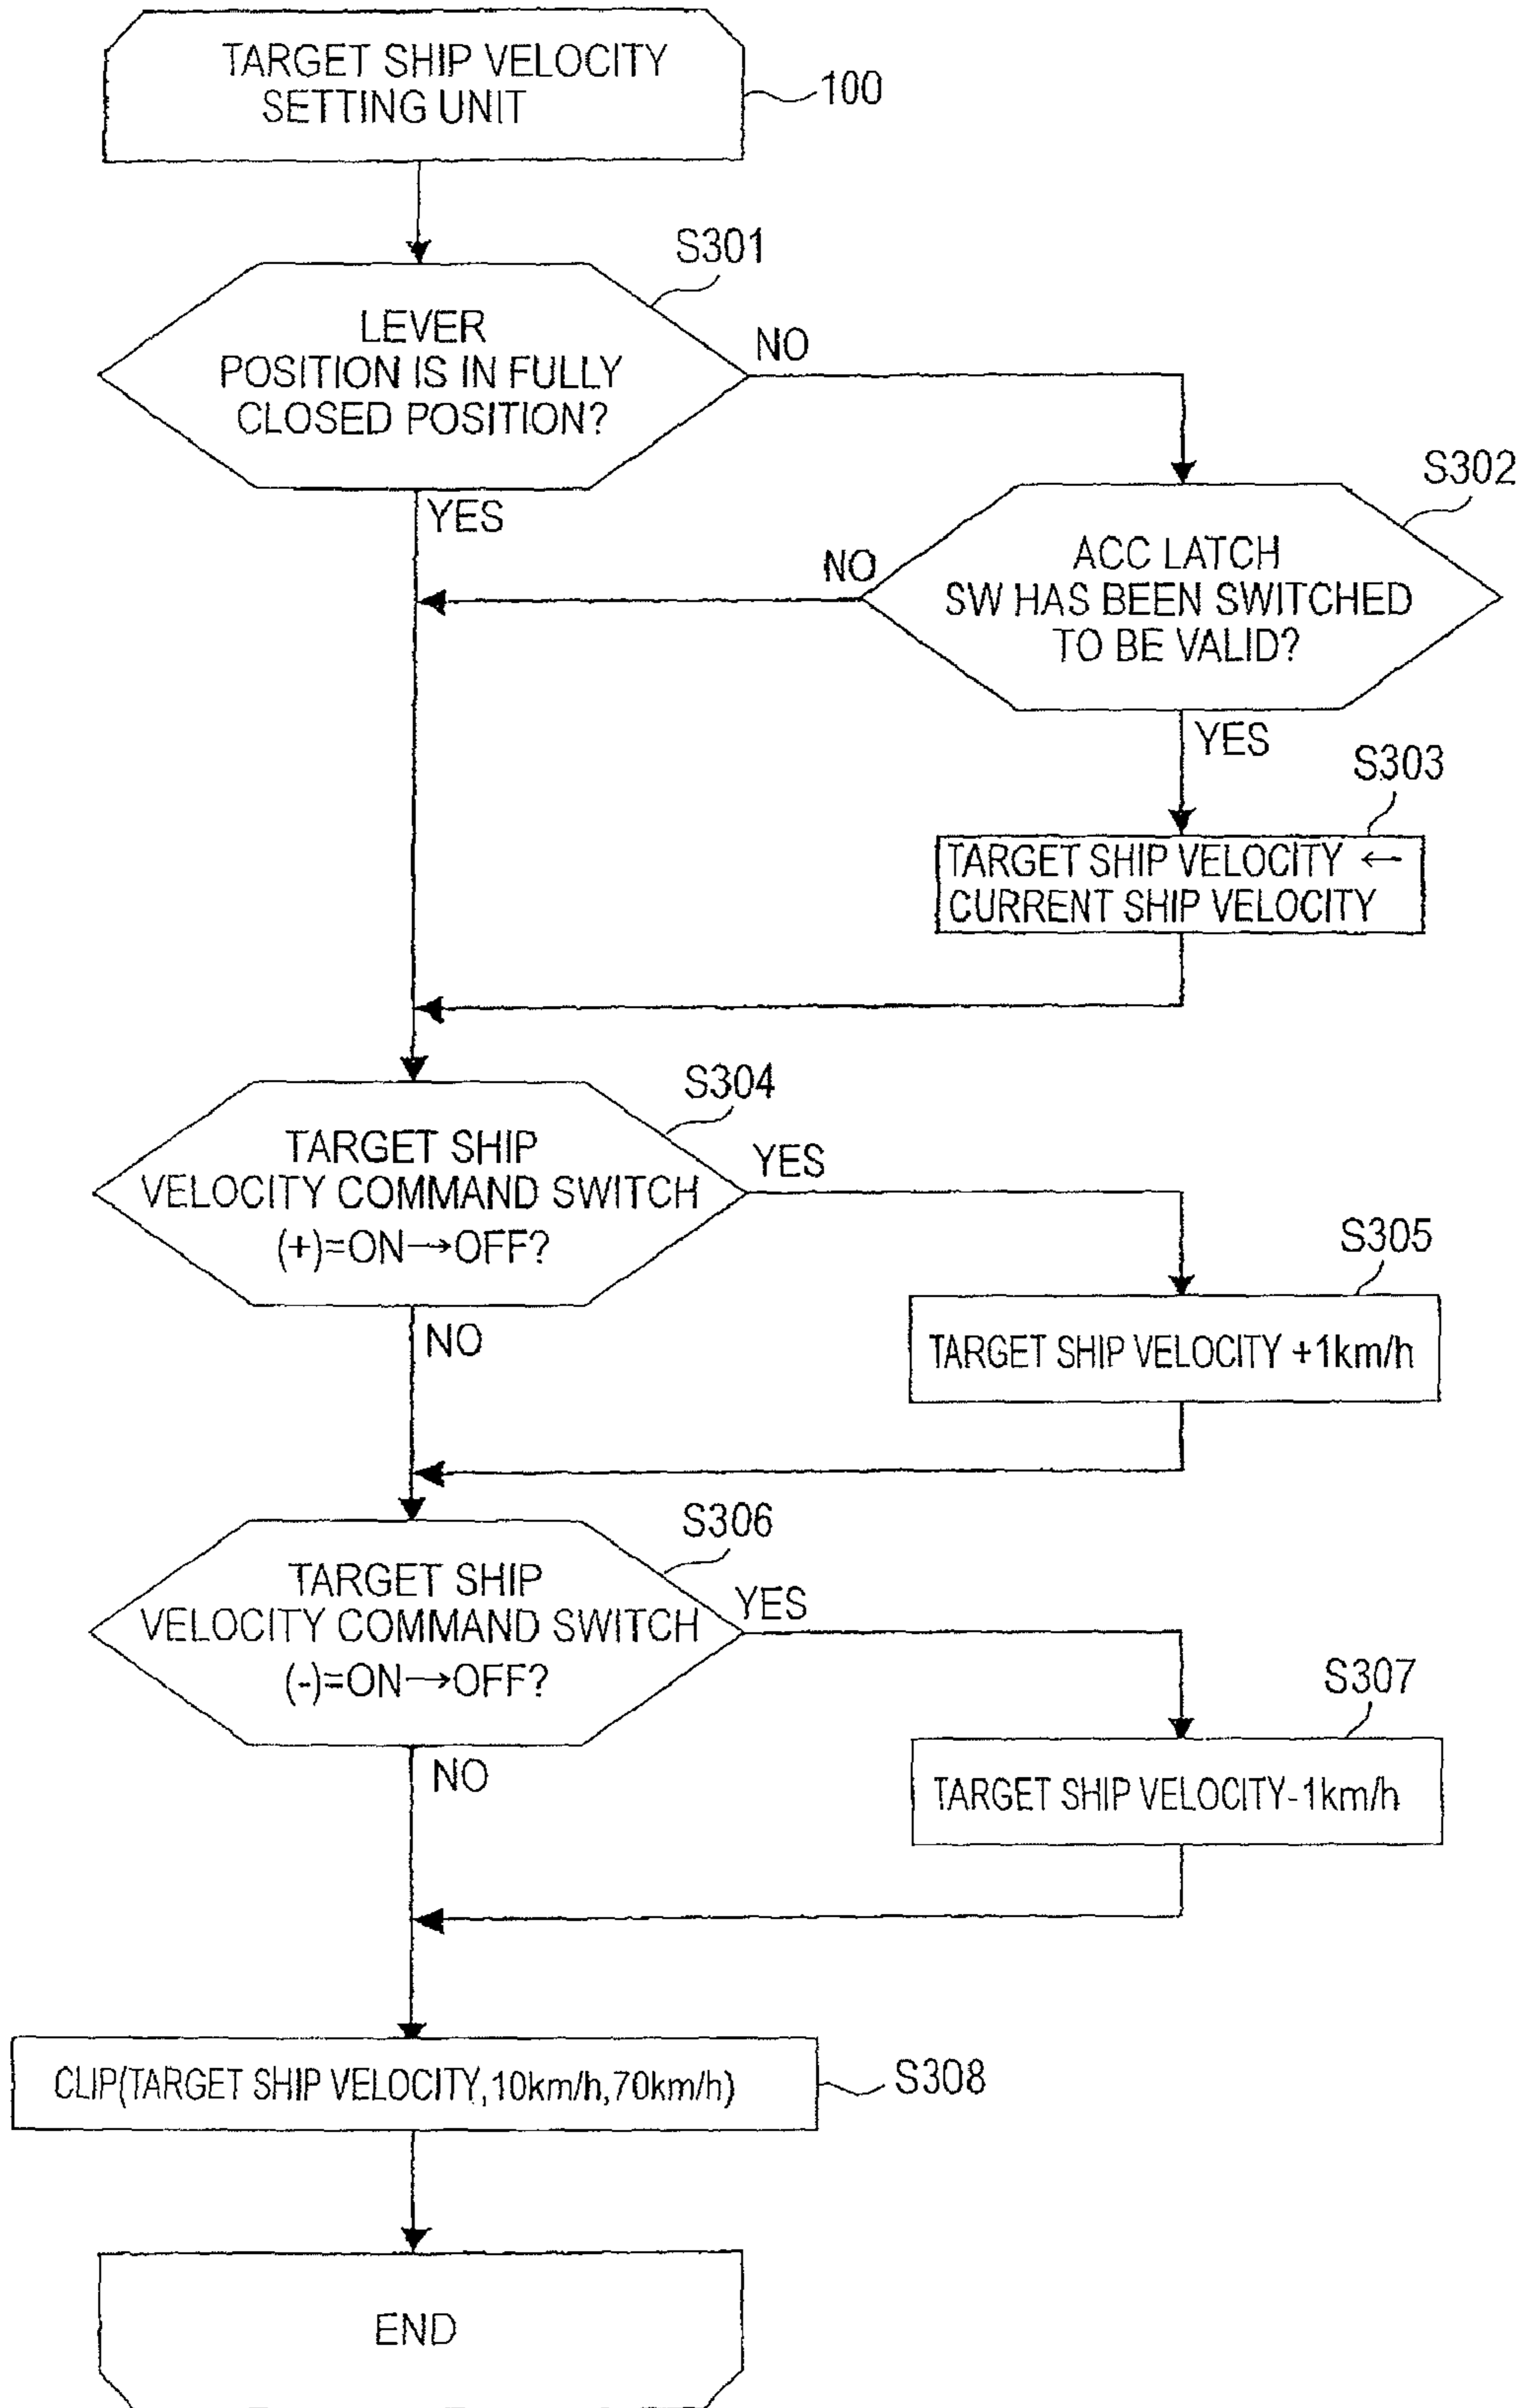 TARGET SHIP VELOCITY
SETTING UNIT
100
S301
LEVER
POSITION IS IN FULLY
CLOSED POSITION?
NO
YES
S302
ACC LATCH
SW HAS BEEN SWITCHED
TO BE VALID?
NO
YES
S303
TARGET SHIP VELOCITY ←
CURRENT SHIP VELOCITY
S304
TARGET SHIP
VELOCITY COMMAND SWITCH
(+)=ON→OFF?
YES
NO
S305
TARGET SHIP VELOCITY +1km/h
S306
TARGET SHIP
VELOCITY COMMAND SWITCH
(-)=ON→OFF?
YES
NO
S307
TARGET SHIP VELOCITY-1km/h
CLIP(TARGET SHIP VELOCITY,10km/h,70km/h)
S308
END